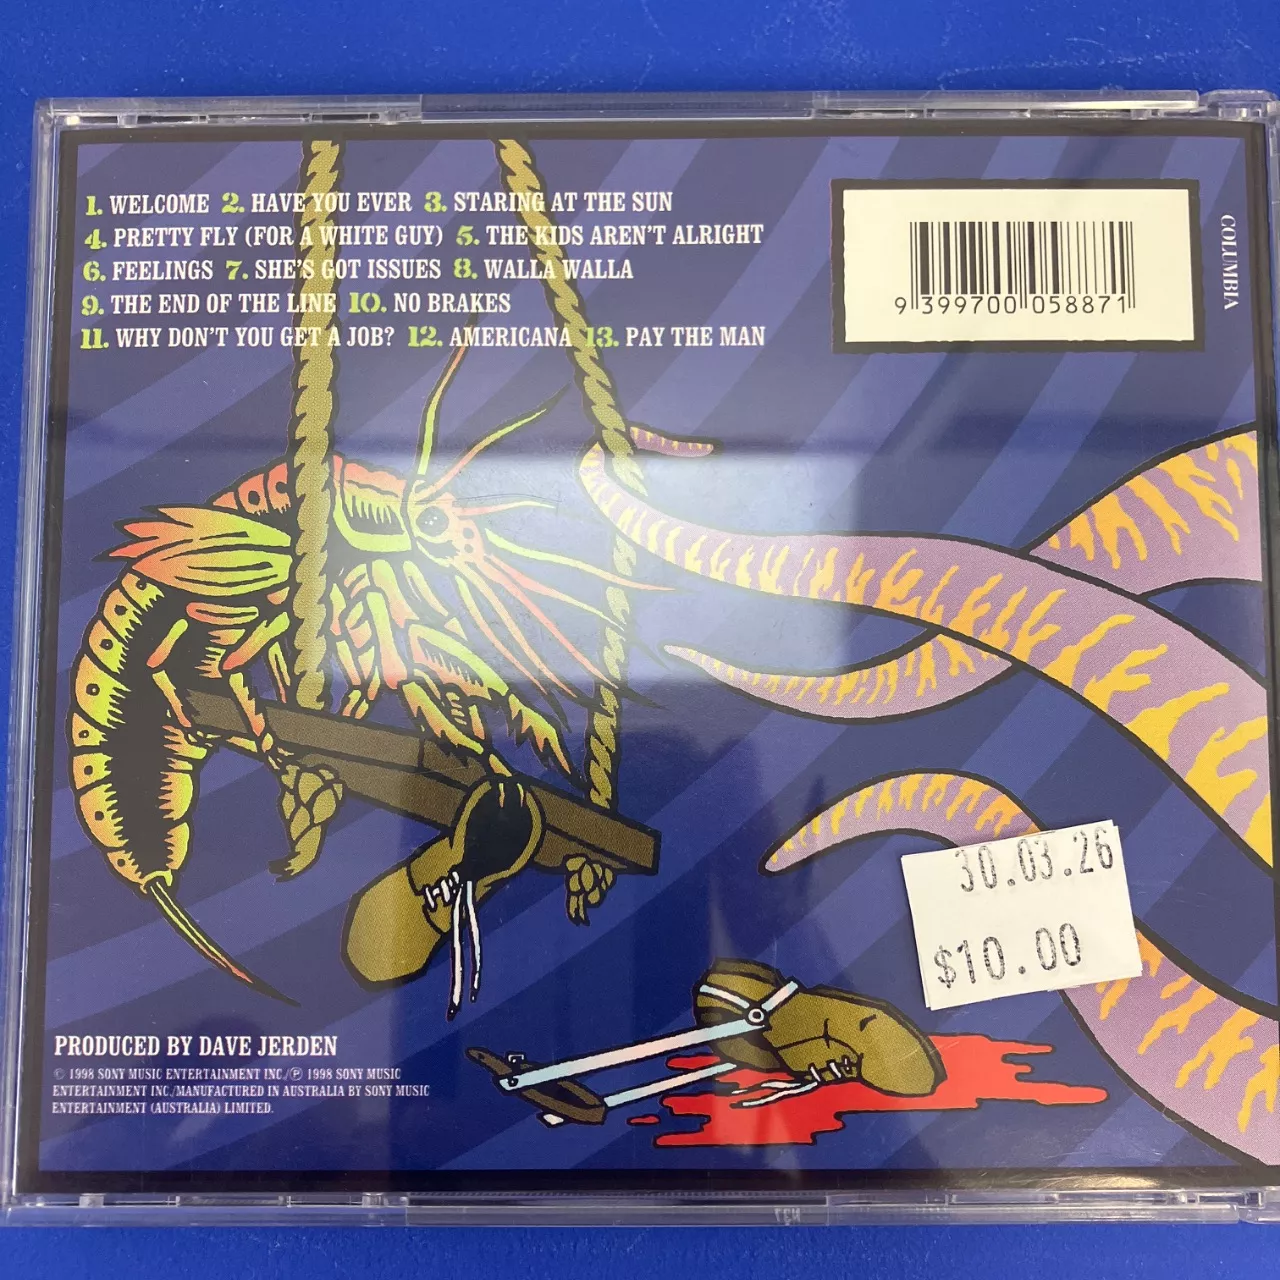 1. WELCOME 2. HAVE YOU EVER 3. STARING AT THE SUN
4. PRETTY FLY (FOR A WHITE GUY) 5. THE KIDS AREN'T ALRIGHT
6. FEELINGS 7. SHE'S GOT ISSUES 8. WALLA WALLA
9. THE END OF THE LINE 10. NO BRAKES
11. WHY DON'T YOU GET A JOB? 12. AMERICANA 13. PAY THE MAN
9 399700 058871
COLUMBIA
30.03.26
$10.00
PRODUCED BY DAVE JERDEN
© 1998 SONY MUSIC ENTERTAINMENT INC./℗ 1998 SONY MUSIC
ENTERTAINMENT INC./MANUFACTURED IN AUSTRALIA BY SONY MUSIC
ENTERTAINMENT (AUSTRALIA) LIMITED.